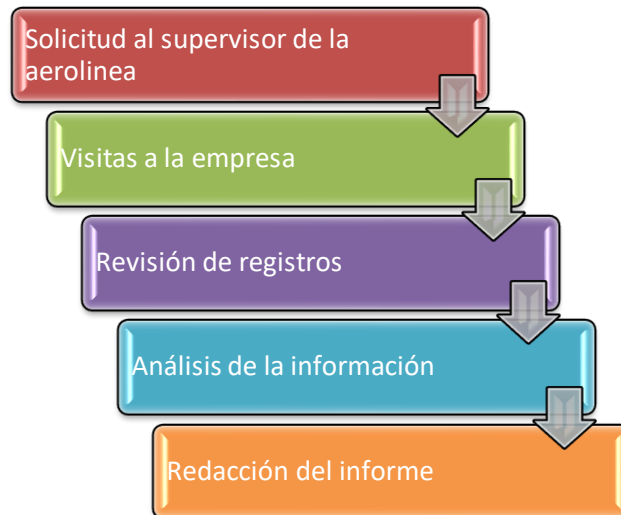 Solicitud al supervisor de la
aerolinea
Visitas a la empresa
Revisión de registros
Análisis de la información
Redacción del informe